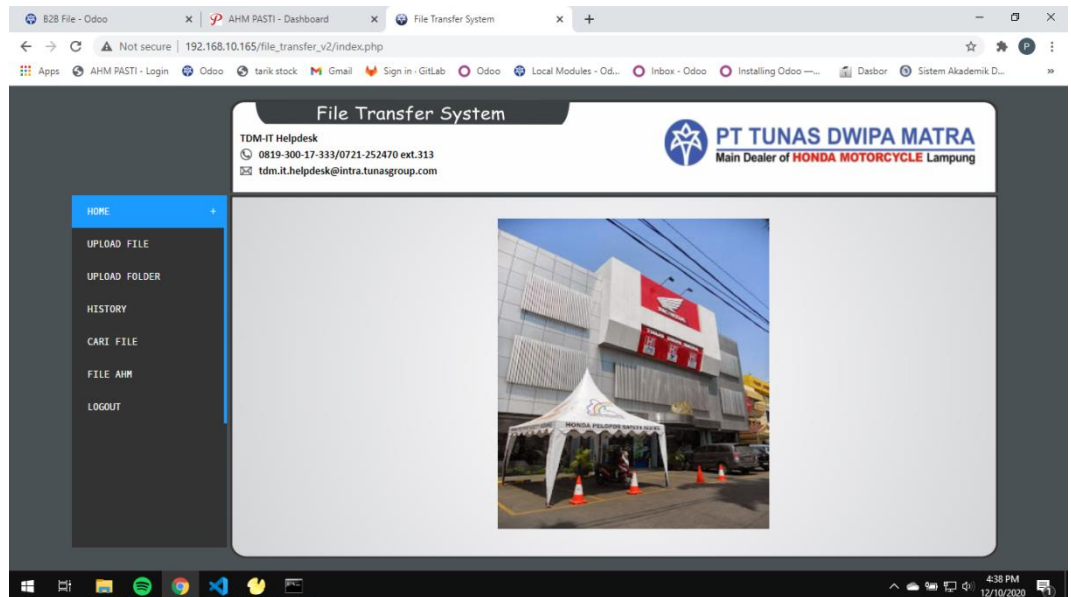 B2B File - Odoo
AHM PASTI - Dashboard
File Transfer System
Not secure
192.168.10.165/file_transfer_v2/index.php
P
Apps
AHM PASTI - Login
Odoo
tarik stock
Gmail
Sign in · GitLab
Odoo
Local Modules - Od...
Inbox - Odoo
Installing Odoo —...
Dasbor
Sistem Akademik D...
File Transfer System
TDM-IT Helpdesk
0819-300-17-333/0721-252470 ext.313
tdm.it.helpdesk@intra.tunasgroup.com
PT TUNAS DWIPA MATRA
Main Dealer of HONDA MOTORCYCLE Lampung
HOME +
UPLOAD FILE
UPLOAD FOLDER
HISTORY
CARI FILE
FILE AHM
LOGOUT
4:38 PM
12/10/2020